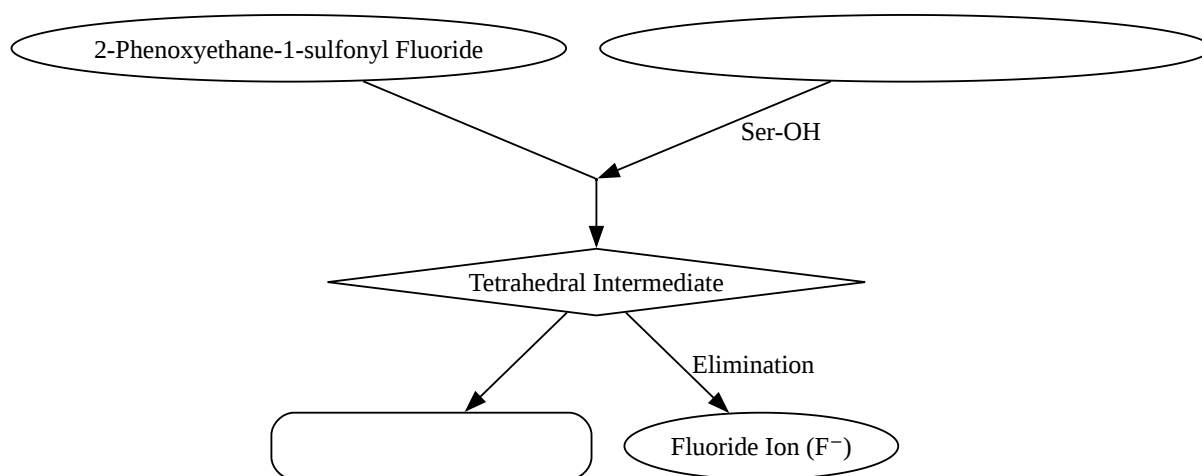 2-Phenoxyethane-1-sulfonyl Fluoride
Ser-OH
Tetrahedral Intermediate
Elimination
Fluoride Ion (F⁻)